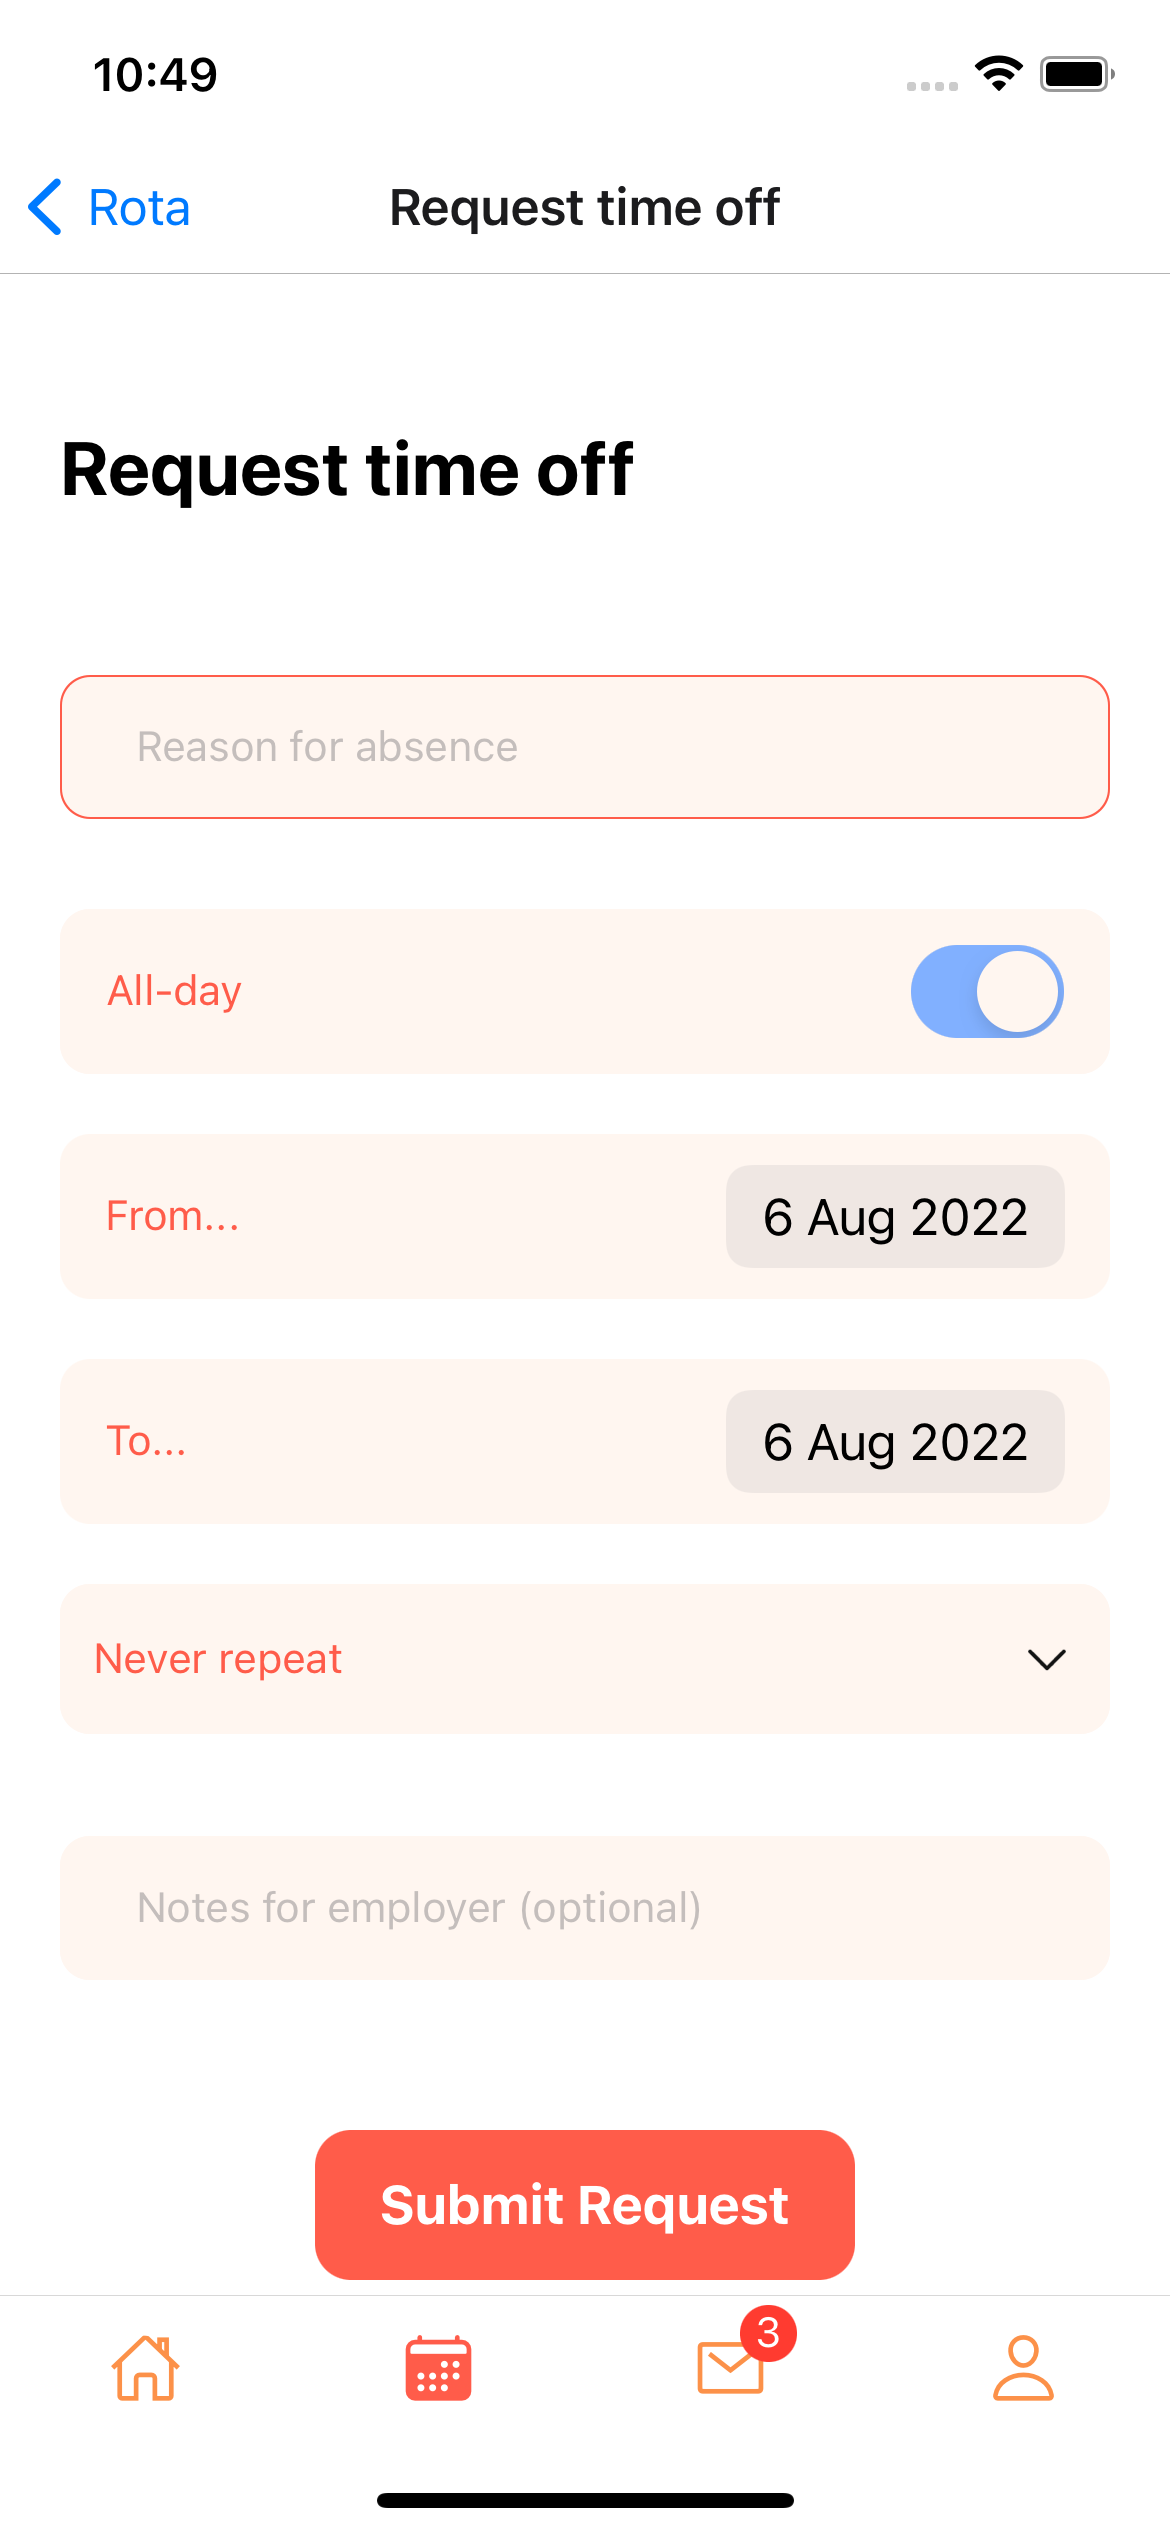 10:49
Rota
Request time off
Request time off
Reason for absence
All-day
From...
6 Aug 2022
To...
6 Aug 2022
Never repeat
Notes for employer (optional)
Submit Request
3